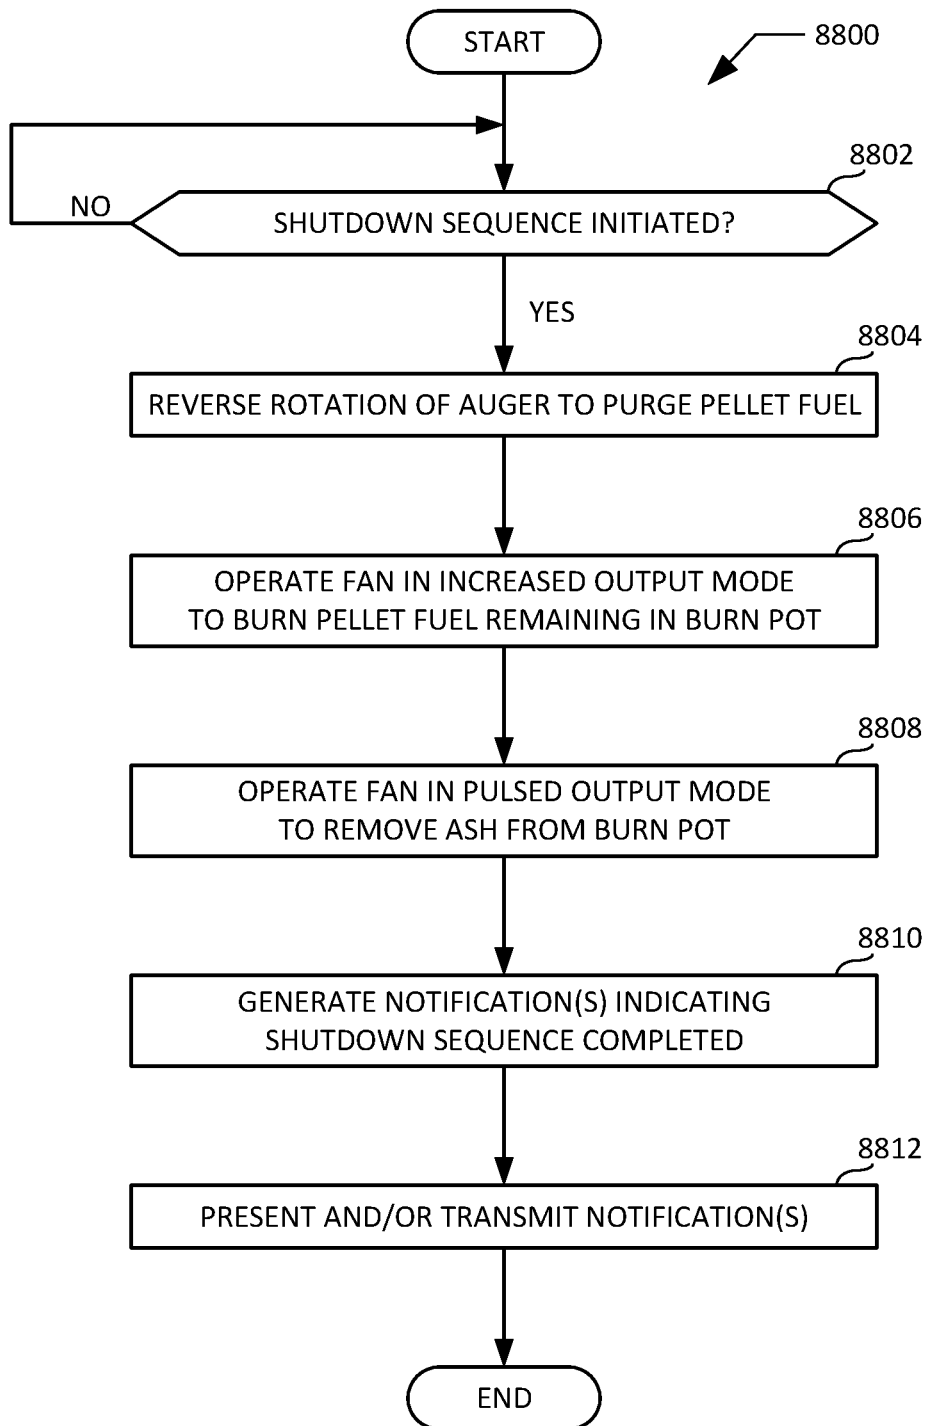 START
8800
8802
NO
SHUTDOWN SEQUENCE INITIATED?
YES
8804
REVERSE ROTATION OF AUGER TO PURGE PELLET FUEL
8806
OPERATE FAN IN INCREASED OUTPUT MODE
TO BURN PELLET FUEL REMAINING IN BURN POT
8808
OPERATE FAN IN PULSED OUTPUT MODE
TO REMOVE ASH FROM BURN POT
8810
GENERATE NOTIFICATION(S) INDICATING
SHUTDOWN SEQUENCE COMPLETED
8812
PRESENT AND/OR TRANSMIT NOTIFICATION(S)
END